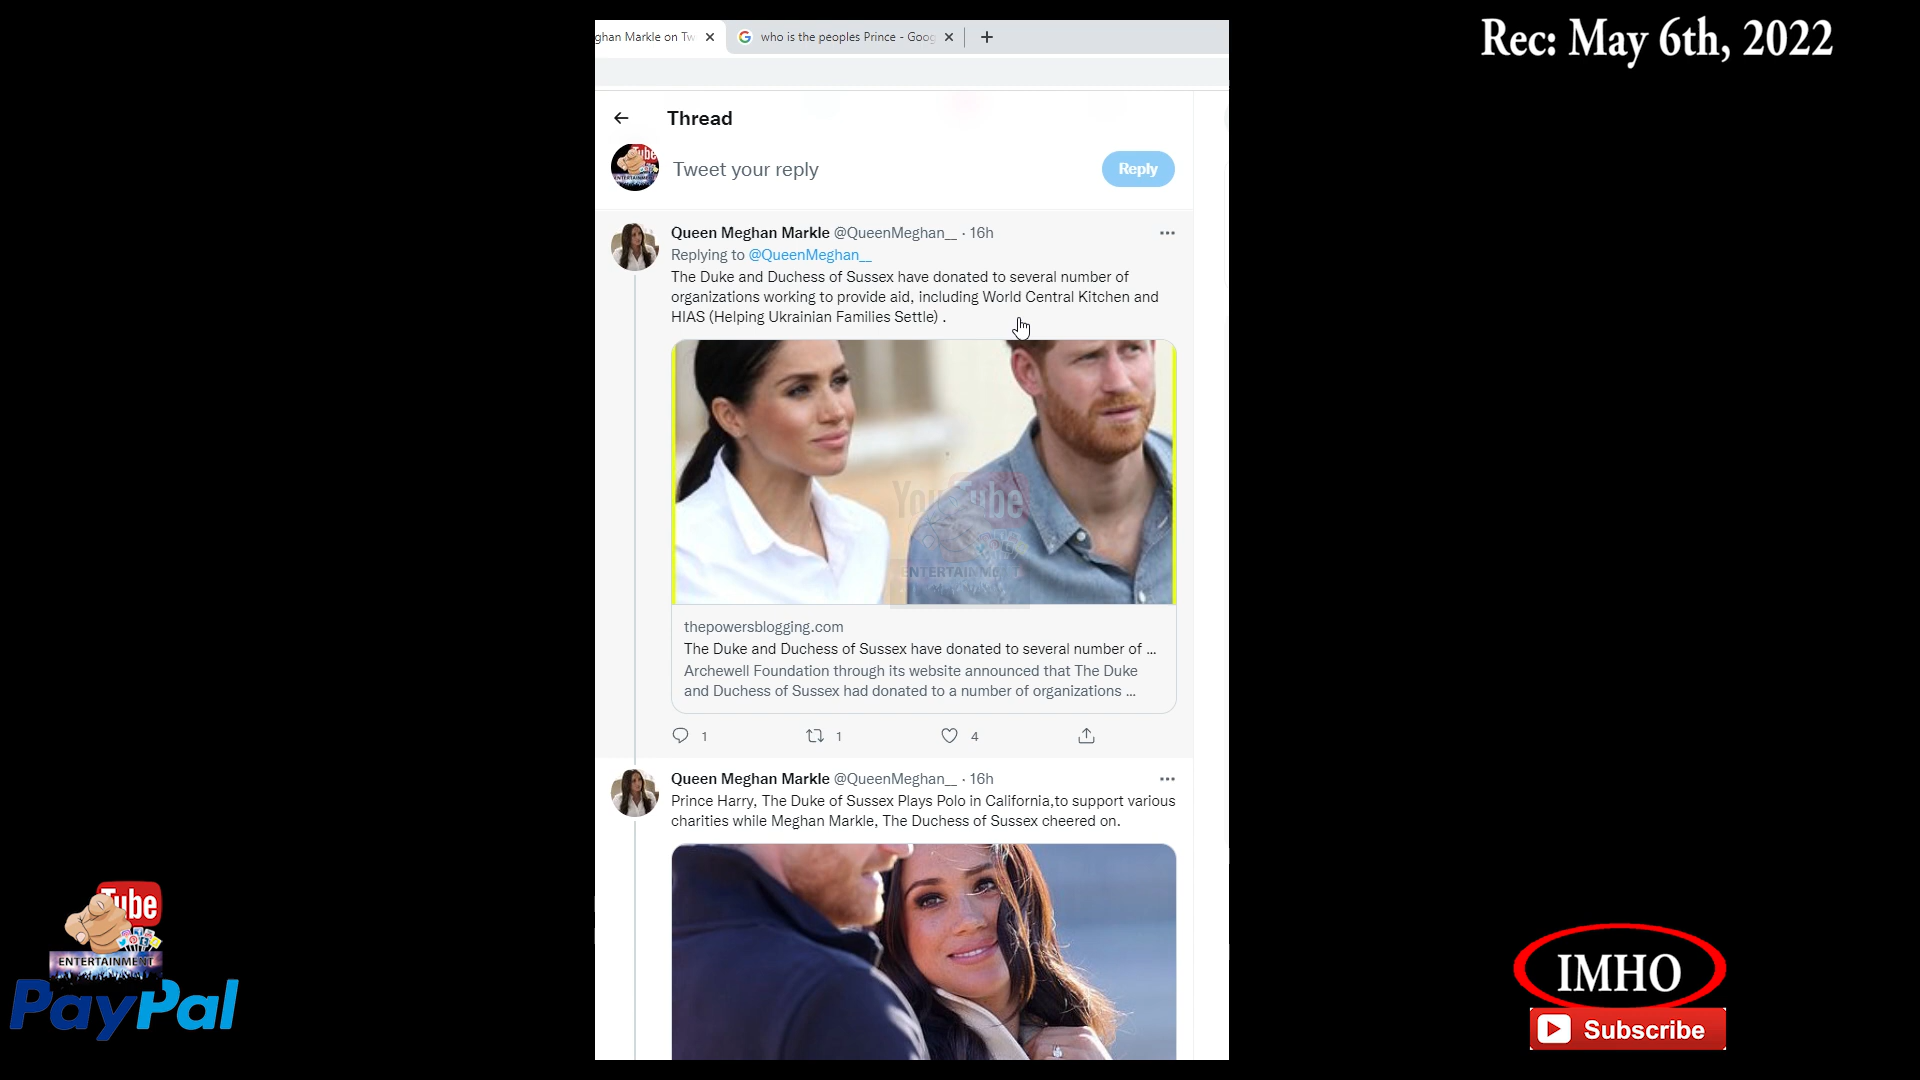 Rec: May 6th, 2022
ghan Markle on Tw
who is the peoples Prince - Goog
Thread
Tweet your reply
Reply
Queen Meghan Markle @QueenMeghan__ · 16h
Replying to @QueenMeghan__
The Duke and Duchess of Sussex have donated to several number of
organizations working to provide aid, including World Central Kitchen and
HIAS (Helping Ukrainian Families Settle) .
YouTube
ENTERTAINMENT
thepowersblogging.com
The Duke and Duchess of Sussex have donated to several number of ...
Archewell Foundation through its website announced that The Duke
and Duchess of Sussex had donated to a number of organizations ...
1
1
4
Queen Meghan Markle @QueenMeghan__ · 16h
Prince Harry, The Duke of Sussex Plays Polo in California,to support various
charities while Meghan Markle, The Duchess of Sussex cheered on.
Tube
ENTERTAINMENT
PayPal
IMHO
Subscribe